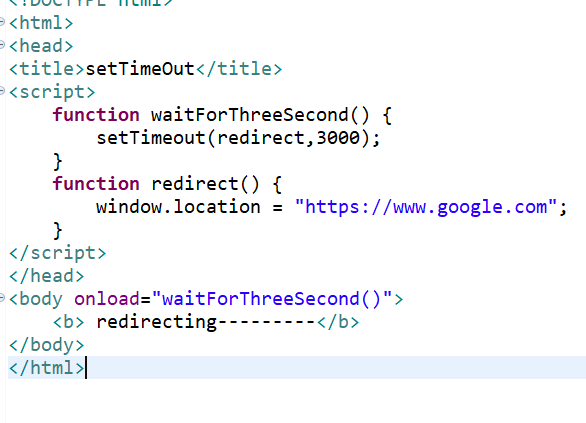 <!DOCTYPE html>
<html>
<head>
<title>setTimeOut</title>
<script>
    function waitForThreeSecond() {
        setTimeout(redirect,3000);
    }
    function redirect() {
        window.location = "https://www.google.com";
    }
</script>
</head>
<body onload="waitForThreeSecond()">
    <b> redirecting---------</b>
</body>
</html>